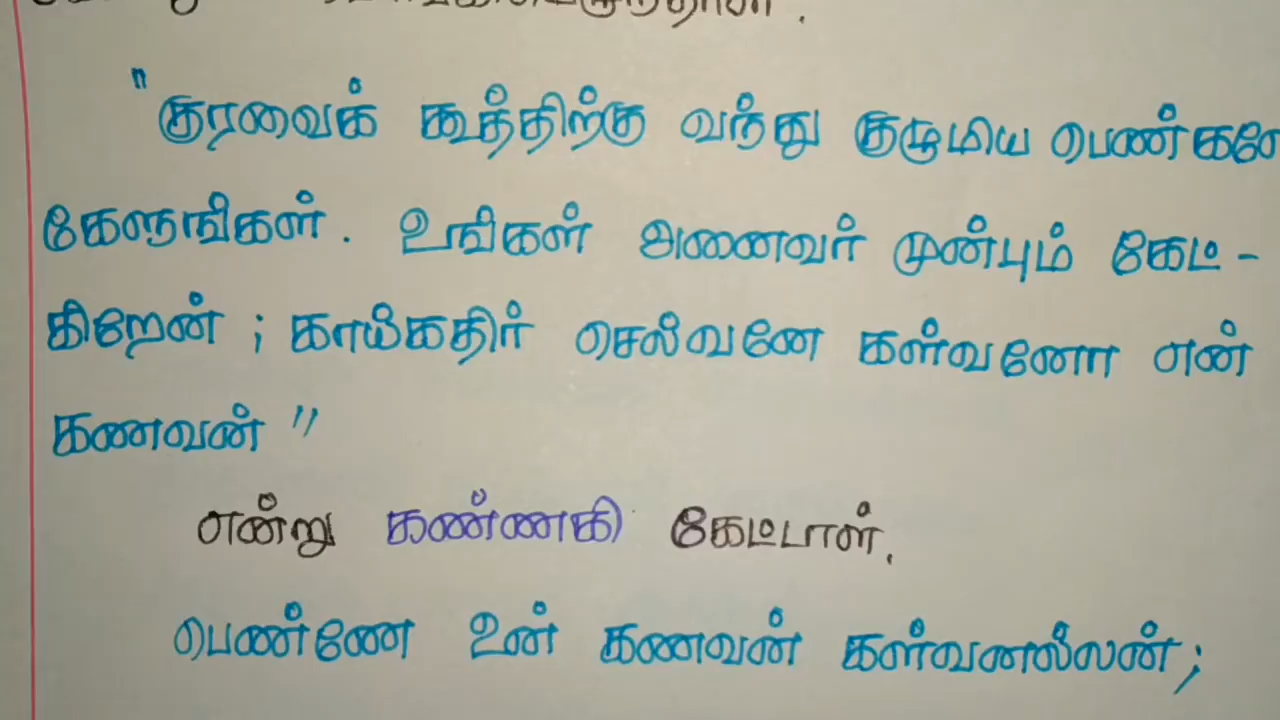 "குரவைக் கூத்திற்கு வந்து குழுமிய பெண்களே
கேளுங்கள். உங்கள் அனைவர் முன்பும் கேட் -
கிறேன் ; காய்கதிர் செல்வனே கள்வனோ என்
கணவன் "
என்று கண்ணகி கேட்டாள்.
பெண்ணே உன் கணவன் கள்வனல்லன் ;